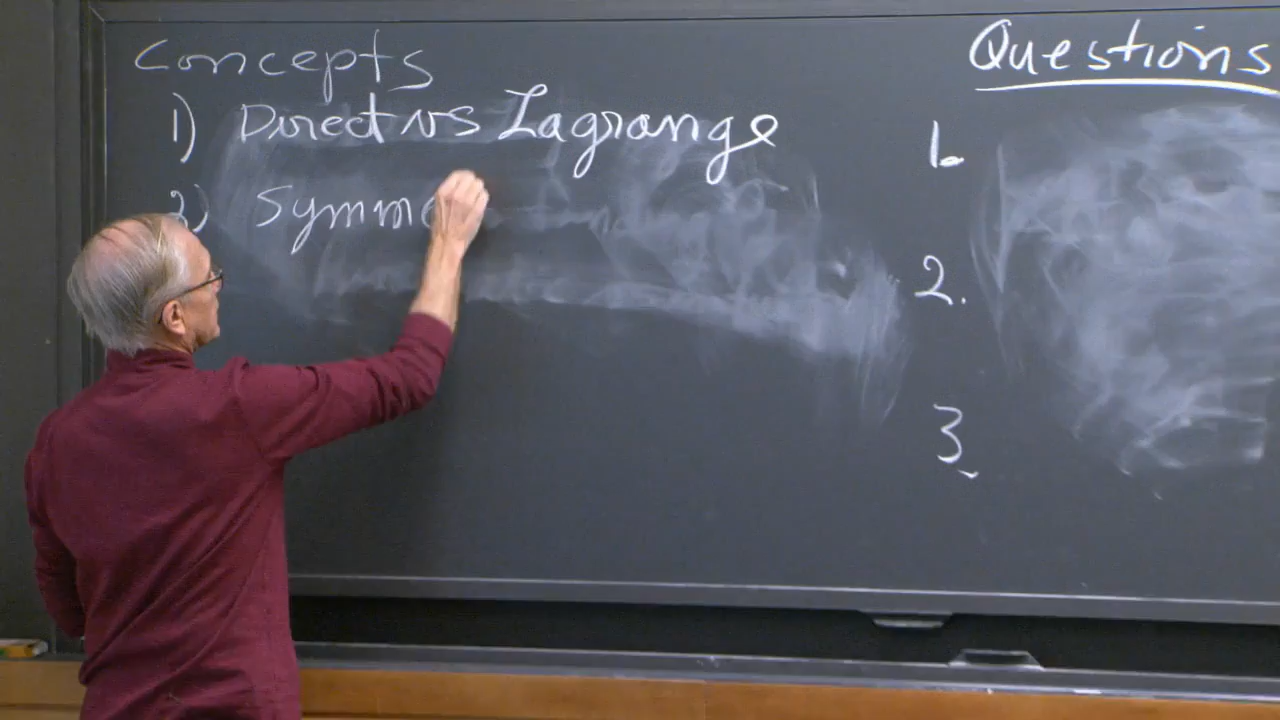 Concepts
1) Direct vs Lagrange
2) Symme
Questions
1.
2.
3.